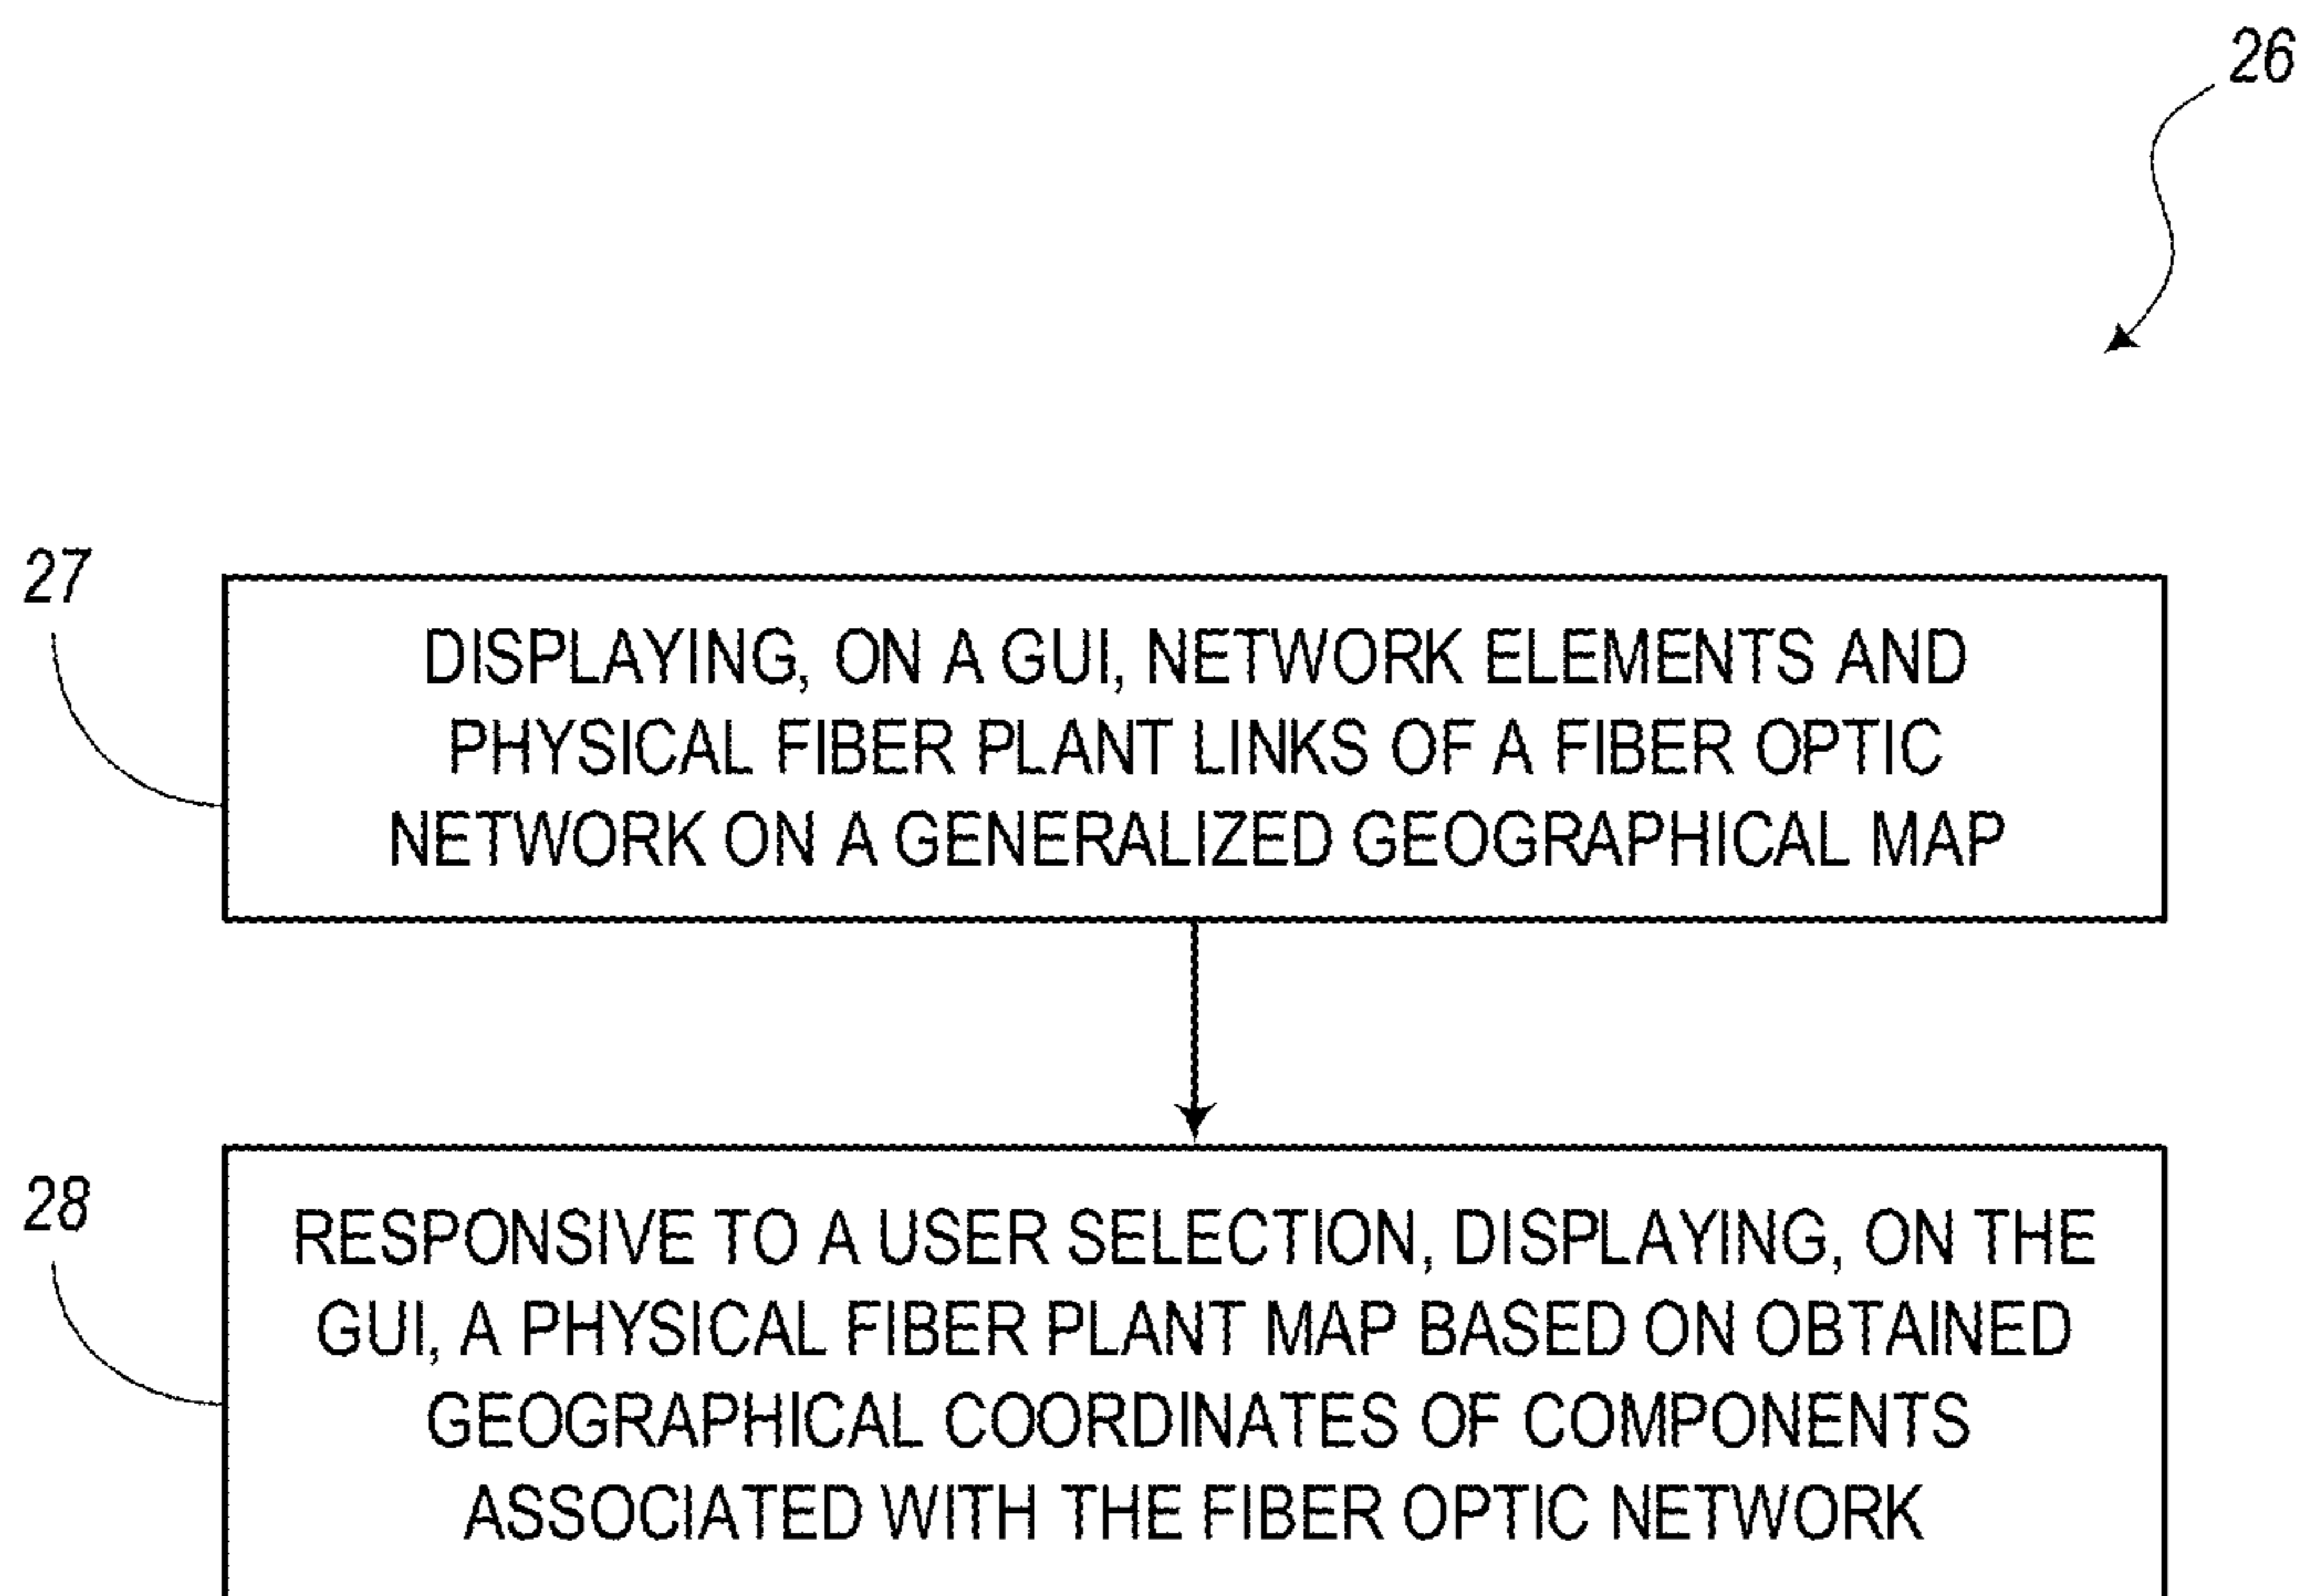 26
27
DISPLAYING, ON A GUI, NETWORK ELEMENTS AND
PHYSICAL FIBER PLANT LINKS OF A FIBER OPTIC
NETWORK ON A GENERALIZED GEOGRAPHICAL MAP
28
RESPONSIVE TO A USER SELECTION, DISPLAYING, ON THE
GUI, A PHYSICAL FIBER PLANT MAP BASED ON OBTAINED
GEOGRAPHICAL COORDINATES OF COMPONENTS
ASSOCIATED WITH THE FIBER OPTIC NETWORK